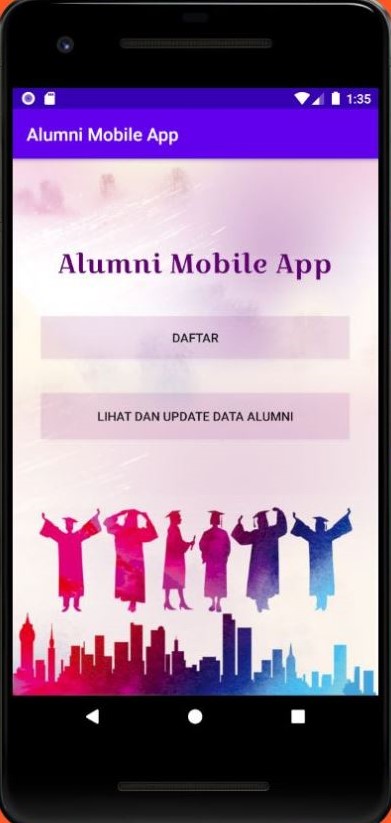 1:35
Alumni Mobile App
Alumni Mobile App
DAFTAR
LIHAT DAN UPDATE DATA ALUMNI